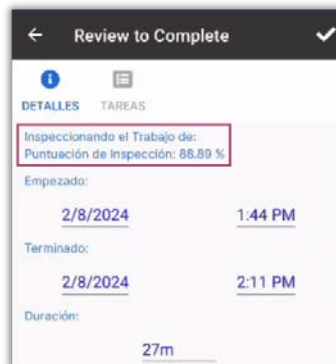 Review to Complete
DETALLES TAREAS
Inspeccionando el Trabajo de:
Puntuación de Inspección: 88.89 %
Empezado:
2/8/2024 1:44 PM
Terminado:
2/8/2024 2:11 PM
Duración:
27m